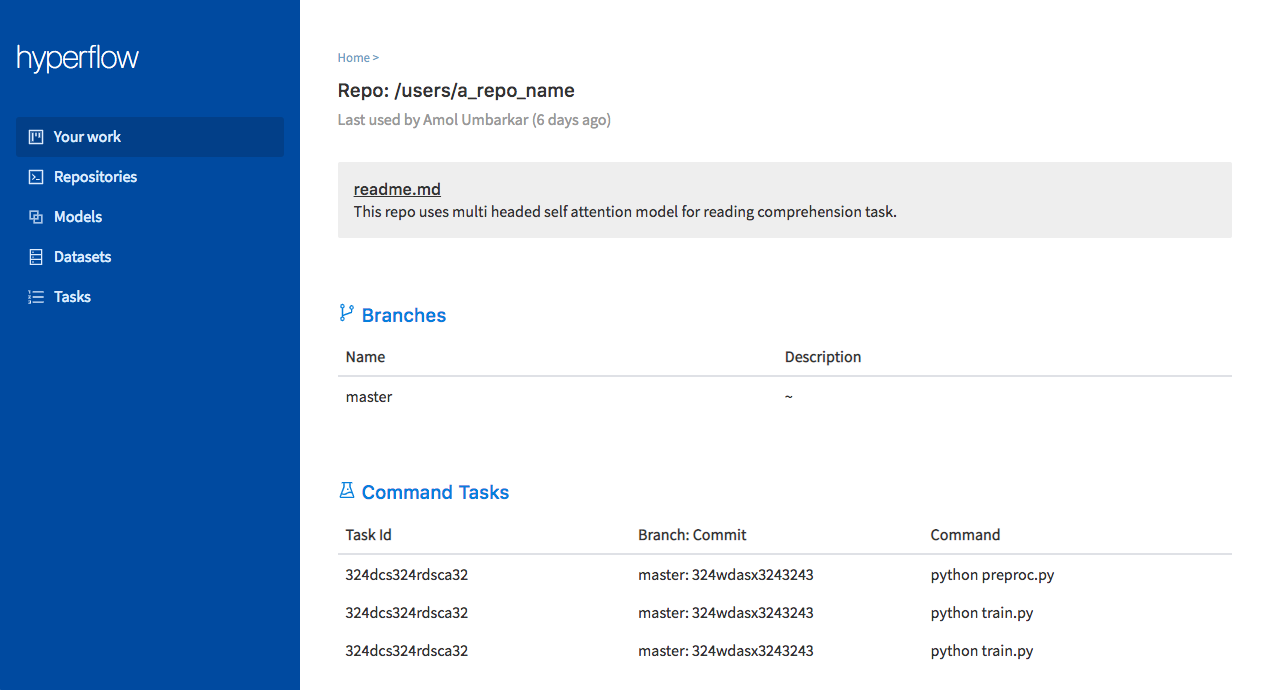 hyperflow
Your work
Repositories
Models
Datasets
Tasks
Home >
Repo: /users/a_repo_name
Last used by Amol Umbarkar (6 days ago)
readme.md
This repo uses multi headed self attention model for reading comprehension task.
Branches
Name Description
master ~
Command Tasks
Task Id Branch: Commit Command
324dcs324rdsca32 master: 324wdasx3243243 python preproc.py
324dcs324rdsca32 master: 324wdasx3243243 python train.py
324dcs324rdsca32 master: 324wdasx3243243 python train.py